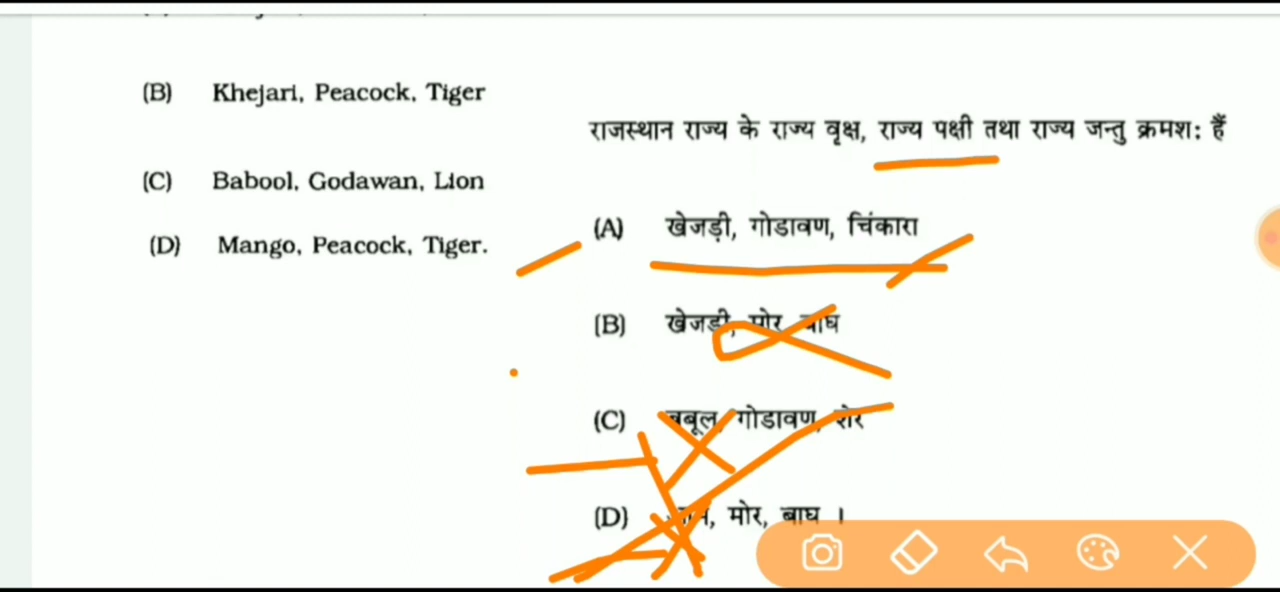 (B) Khejari, Peacock, Tiger
(C) Babool, Godawan, Lion
(D) Mango, Peacock, Tiger.
राजस्थान राज्य के राज्य वृक्ष, राज्य पक्षी तथा राज्य जन्तु क्रमश: हैं
(A) खेजड़ी, गोडावण, चिंकारा
(B) खेजड़ी, मोर, बाघ
(C) बबूल, गोडावण, शेर
(D) आम, मोर, बाघ ।